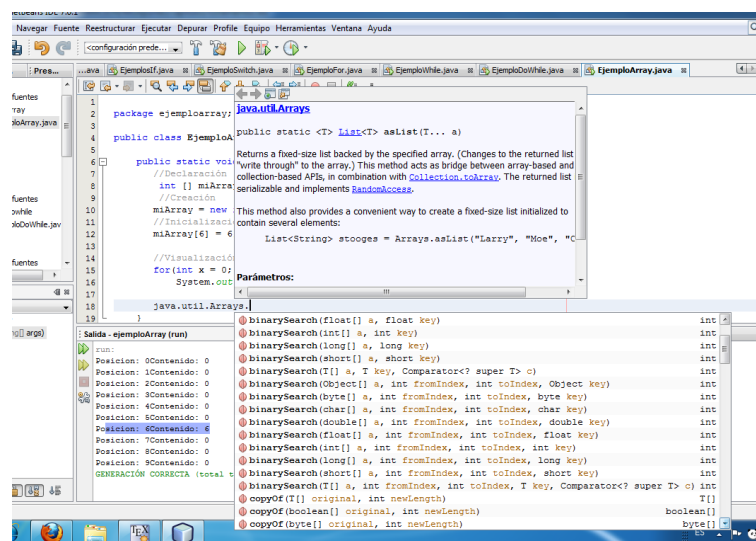 Navegar Fuente Reestructurar Ejecutar Depurar Profile Equipo Herramientas Ventana Ayuda
<configuración prede...
Pres...
...ava EjemplosIf.java EjemploSwitch.java EjemploFor.java EjemploWhile.java EjemploDoWhile.java EjemploArray.java
fuentes
ray
oloArray.java
fuentes
owhile
oloDoWhile.jav
fuentes
g[] args)
1
2 package ejemploarray;
3
4 public class EjemploA
5
6 public static voi
7 //Declaración
8 int [] miArra
9 //Creación
10 miArray = new
11 //Inicializaci
12 miArray[6] = 6
13
14 //Visualización
15 for(int x = 0;
16 System.out
17
18 java.util.Arrays.
19 }
java.util.Arrays
public static <T> List<T> asList(T... a)
Returns a fixed-size list backed by the specified array. (Changes to the returned list
"write through" to the array.) This method acts as bridge between array-based and
collection-based APIs, in combination with Collection.toArray. The returned list
serializable and implements RandomAccess.
This method also provides a convenient way to create a fixed-size list initialized to
contain several elements:
List<String> stooges = Arrays.asList("Larry", "Moe", "C
Parámetros:
binarySearch(float[] a, float key) int
binarySearch(int[] a, int key) int
binarySearch(long[] a, long key) int
binarySearch(short[] a, short key) int
binarySearch(T[] a, T key, Comparator<? super T> c) int
binarySearch(Object[] a, int fromIndex, int toIndex, Object key) int
binarySearch(byte[] a, int fromIndex, int toIndex, byte key) int
binarySearch(char[] a, int fromIndex, int toIndex, char key) int
binarySearch(double[] a, int fromIndex, int toIndex, double key) int
binarySearch(float[] a, int fromIndex, int toIndex, float key) int
binarySearch(int[] a, int fromIndex, int toIndex, int key) int
binarySearch(long[] a, int fromIndex, int toIndex, long key) int
binarySearch(short[] a, int fromIndex, int toIndex, short key) int
binarySearch(T[] a, int fromIndex, int toIndex, T key, Comparator<? super T> c) int
copyOf(T[] original, int newLength) T[]
copyOf(boolean[] original, int newLength) boolean[]
copyOf(byte[] original, int newLength) byte[]
Salida - ejemploArray (run)
run:
Posicion: 0Contenido: 0
Posicion: 1Contenido: 0
Posicion: 2Contenido: 0
Posicion: 3Contenido: 0
Posicion: 4Contenido: 0
Posicion: 5Contenido: 0
Posicion: 6Contenido: 6
Posicion: 7Contenido: 0
Posicion: 8Contenido: 0
Posicion: 9Contenido: 0
GENERACIÓN CORRECTA (total t
TEX
ES